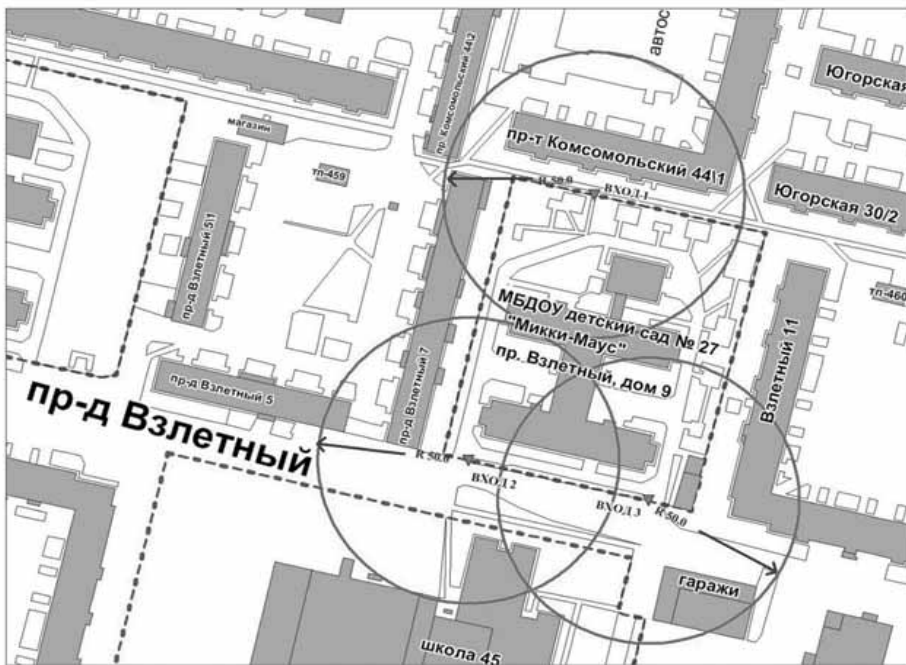 автос
Югорская
пр. Комсомольский 44\2
магазин
пр-т Комсомольский 44\1
тп-459
R 50.0
ВХОД 1
Югорская 30/2
пр-д Взлетный 5\1
тп-460
МБДОУ детский сад № 27
"Микки-Маус"
пр. Взлетный, дом 9
Взлетный 11
пр-д Взлетный 7
пр-д Взлетный 5
пр-д Взлетный
R 50.0
ВХОД 2
ВХОД 3
R 50.0
гаражи
школа 45